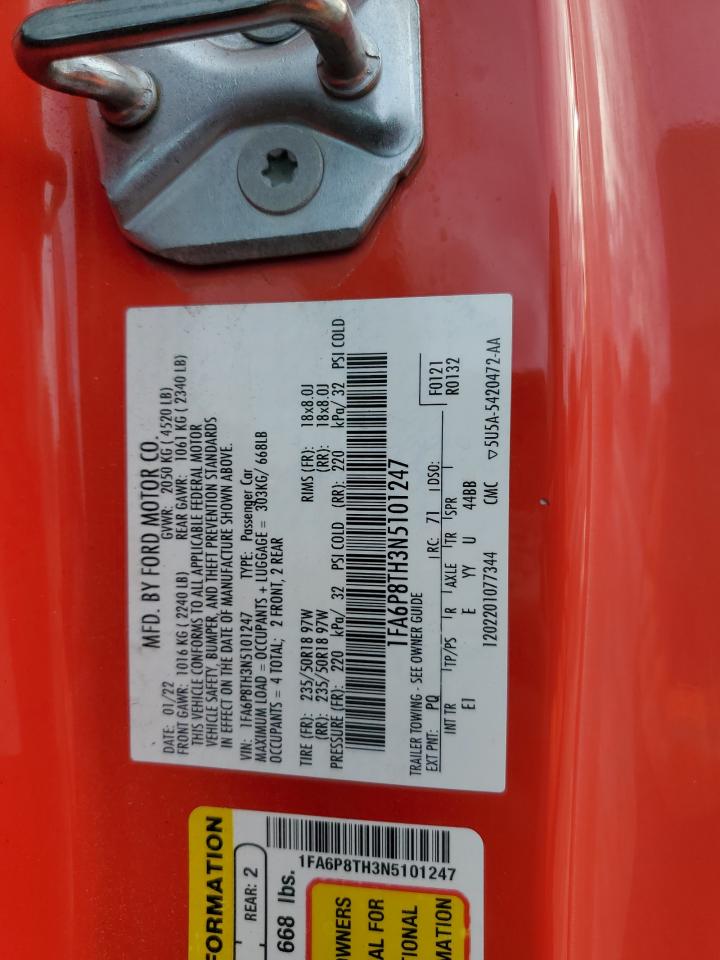 MFD. BY FORD MOTOR CO.
DATE: 01/22 GVWR: 2050 KG ( 4520 LB)
FRONT GAWR: 1016 KG ( 2240 LB) REAR GAWR: 1061 KG ( 2340 LB)
THIS VEHICLE CONFORMS TO ALL APPLICABLE FEDERAL MOTOR
VEHICLE SAFETY, BUMPER, AND THEFT PREVENTION STANDARDS
IN EFFECT ON THE DATE OF MANUFACTURE SHOWN ABOVE.
VIN: 1FA6P8TH3N5101247 TYPE: Passenger Car
MAXIMUM LOAD = OCCUPANTS + LUGGAGE = 303KG/ 668LB
OCCUPANTS = 4 TOTAL; 2 FRONT, 2 REAR
TIRE (FR): 235/50R18 97W RIMS (FR): 18x8.0J
(RR): 235/50R18 97W (RR): 18x8.0J
PRESSURE (FR): 220 kPa/ 32 PSI COLD (RR): 220 kPa/ 32 PSI COLD
1FA6P8TH3N5101247
TRAILER TOWING - SEE OWNER GUIDE
EXT PNT: PQ RC: 71 DSO: F0121
R0132
INT TR TP/PS R AXLE TR SPR
EI E YY U 44BB
1202201077344 CMC ▽5U5A-5420472-AA
FORMATION
REAR: 2
668 lbs.
1FA6P8TH3N5101247
OWNERS
AL FOR
TIONAL
MATION